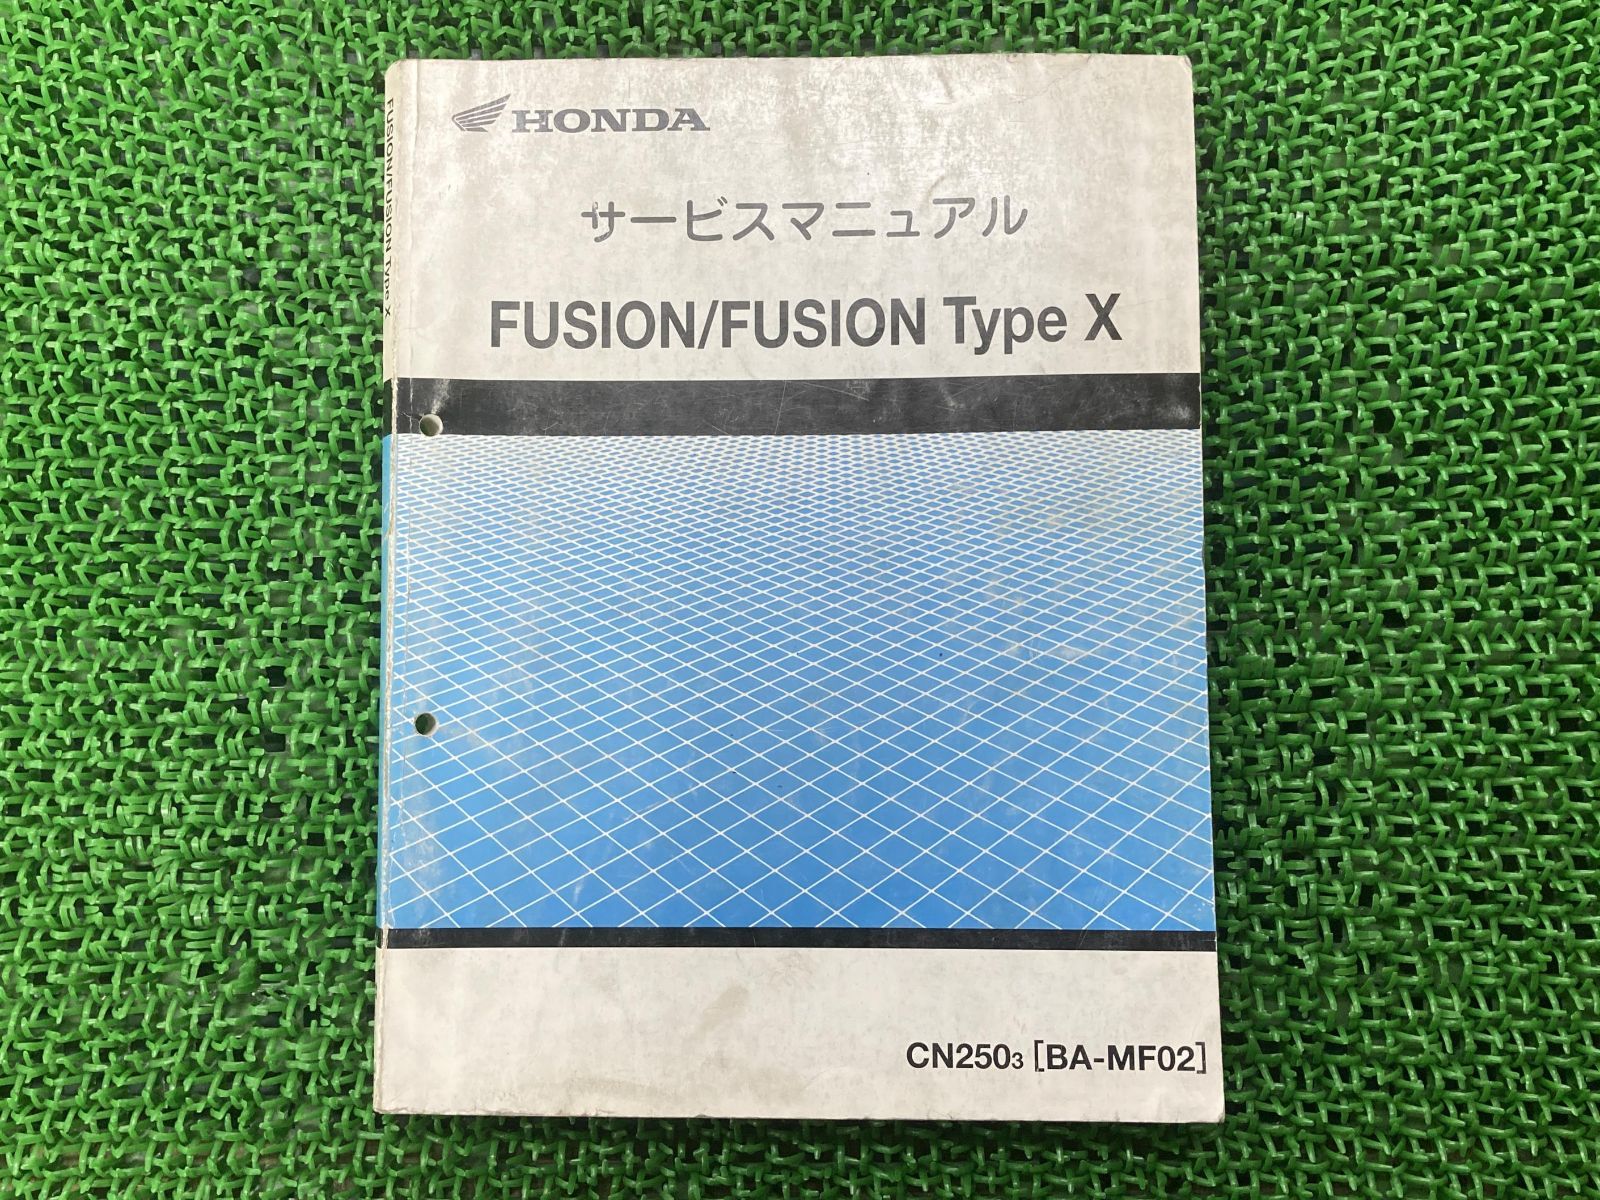 HONDA
サービスマニュアル
FUSION/FUSION Type X
CN2503 [BA-MF02]
FUSION/FUSION Type X